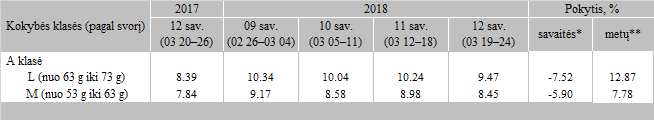 Kokybės klasės (pagal svorį) 2017 2018 Pokytis, %
12 sav. (03 20–26) 09 sav. (02 26–03 04) 10 sav. (03 05–11) 11 sav. (03 12–18) 12 sav. (03 19–24) savaitės* metų**
A klasė
L (nuo 63 g iki 73 g) 8.39 10.34 10.04 10.24 9.47 -7.52 12.87
M (nuo 53 g iki 63 g) 7.84 9.17 8.58 8.98 8.45 -5.90 7.78